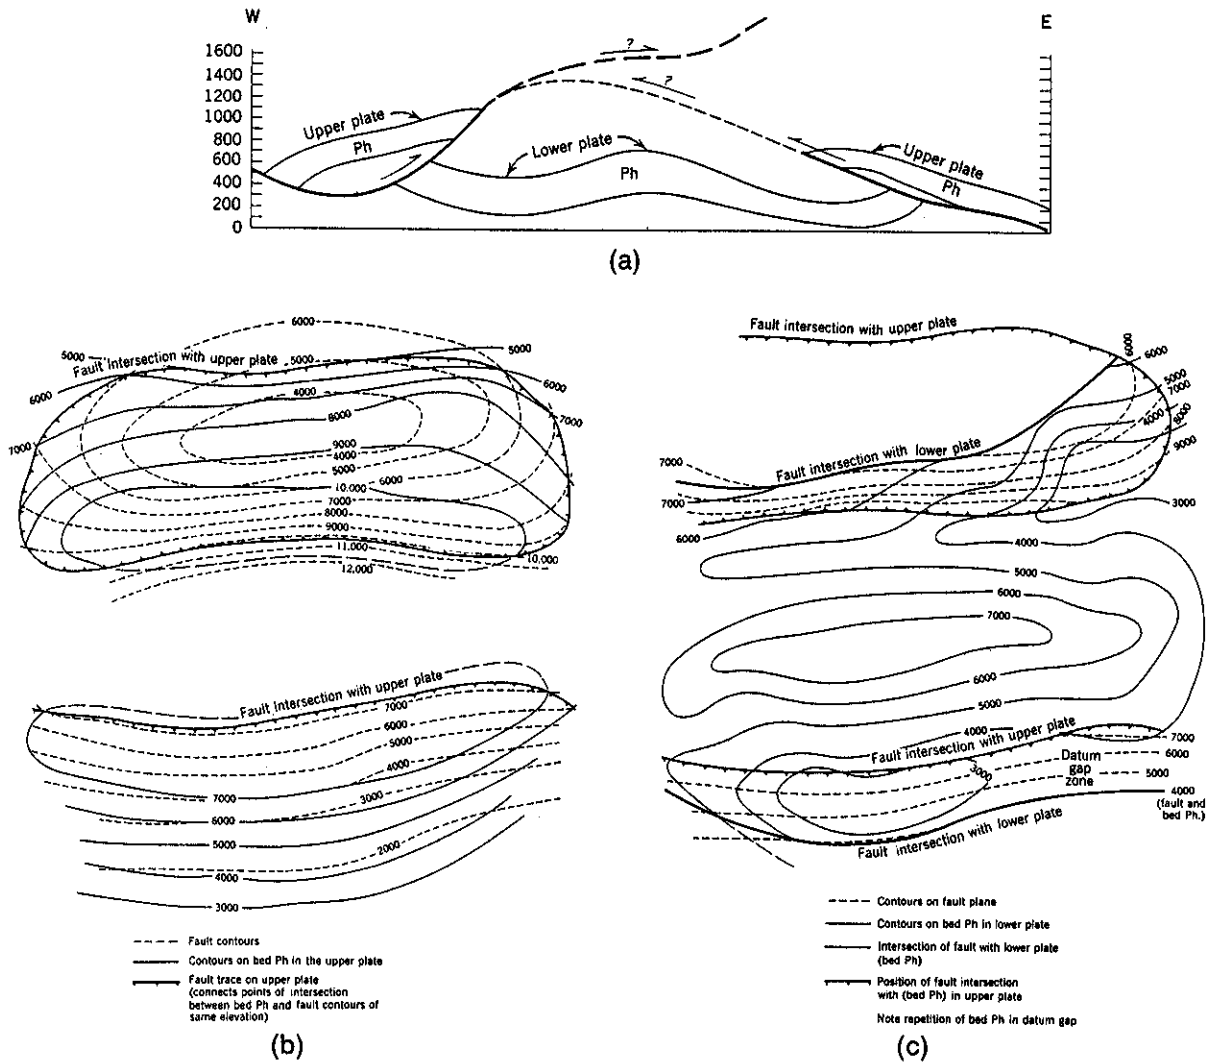 W
E
1600
1400
1200
1000
800
600
400
200
0
?
?
Upper plate
Ph
Lower plate
Ph
Upper plate
Ph
(a)
6000
5000
5000
5000
Fault Intersection with upper plate
6000
6000
4000
8000
7000
7000
9000
4000
5000
6000
10,000
7000
8000
9000
11,000
10,000
12,000
Fault Intersection with upper plate
7000
6000
5000
4000
7000
3000
6000
5000
2000
4000
3000
Fault contours
Contours on bed Ph in the upper plate
Fault trace on upper plate
(connects points of intersection
between bed Ph and fault contours of
same elevation)
(b)
Fault intersection with upper plate
6000
6000
5000
7000
4000
8000
9000
7000
Fault intersection with lower plate
7000
6000
3000
4000
5000
6000
7000
6000
5000
4000
Fault intersection with upper plate
7000
6000
Datum
gap
zone
5000
3000
4000
(fault and
bed Ph.)
Fault intersection with lower plate
Contours on fault plane
Contours on bed Ph in lower plate
Intersection of fault with lower plate
(bed Ph)
Position of fault intersection
with (bed Ph) in upper plate
Note repetition of bed Ph in datum gap
(c)